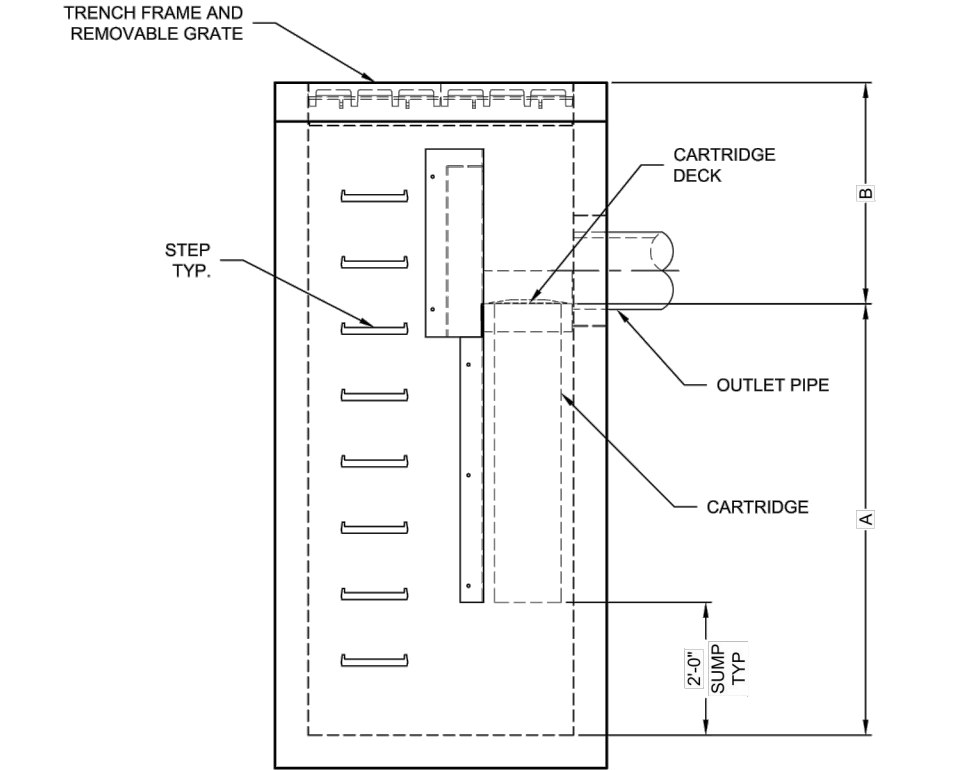 TRENCH FRAME AND
REMOVABLE GRATE
CARTRIDGE
DECK
B
STEP
TYP.
OUTLET PIPE
CARTRIDGE
A
2'-0"
SUMP
TYP